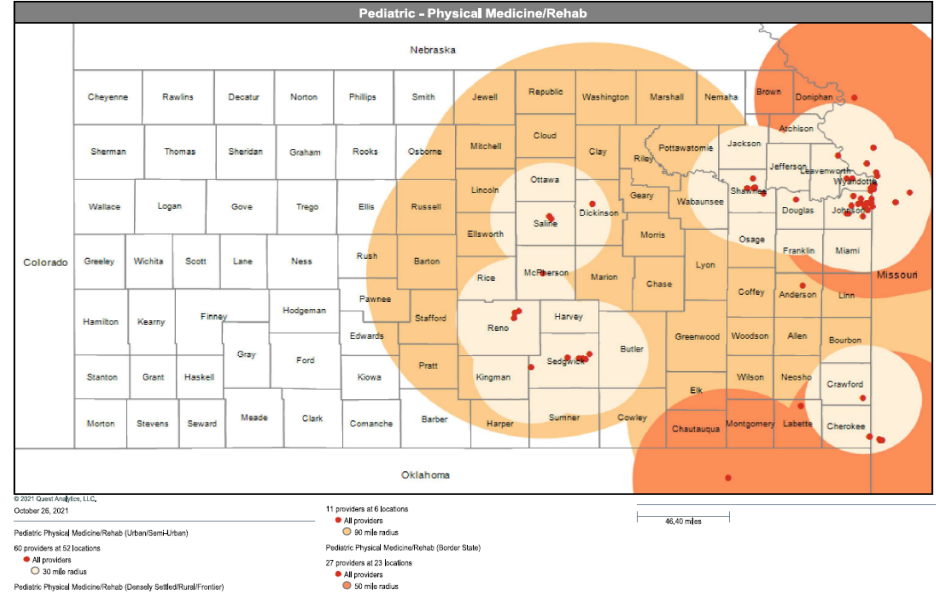 Pediatric - Physical Medicine/Rehab
Nebraska
Cheyenne Rawlins Decatur Norton Phillips Smith Jewell Republic Washington Marshall Nemaha Brown Doniphan
Atchison
Sherman Thomas Sheridan Graham Rooks Osborne Mitchell Cloud Clay Riley Pottawatomie Jackson Jefferson Leavenworth
Wyandotte
Wallace Logan Gove Trego Ellis Russell Lincoln Ottawa Saline Dickinson Geary Wabaunsee Shawnee Douglas Johnson
Colorado Greeley Wichita Scott Lane Ness Rush Barton Ellsworth McPherson Marion Morris Lyon Osage Franklin Miami Missouri
Rice Chase Coffey Anderson Linn
Hamilton Kearny Finney Hodgeman Pawnee Stafford Reno Harvey
Edwards
Gray Ford Kiowa Pratt Kingman Sedgwick Butler Greenwood Woodson Allen Bourbon
Stanton Grant Haskell Elk Wilson Neosho Crawford
Morton Stevens Seward Meade Clark Comanche Barber Harper Sumner Cowley Chautauqua Montgomery Labette Cherokee
Oklahoma
© 2021 Quest Analytics, LLC.
October 26, 2021
Pediatric Physical Medicine/Rehab (Urban/Semi-Urban)
60 providers at 52 locations
All providers
30 mile radius
Pediatric Physical Medicine/Rehab (Densely Settled/Rural/Frontier)
11 providers at 6 locations
All providers
90 mile radius
Pediatric Physical Medicine/Rehab (Border State)
27 providers at 23 locations
All providers
50 mile radius
46.40 miles